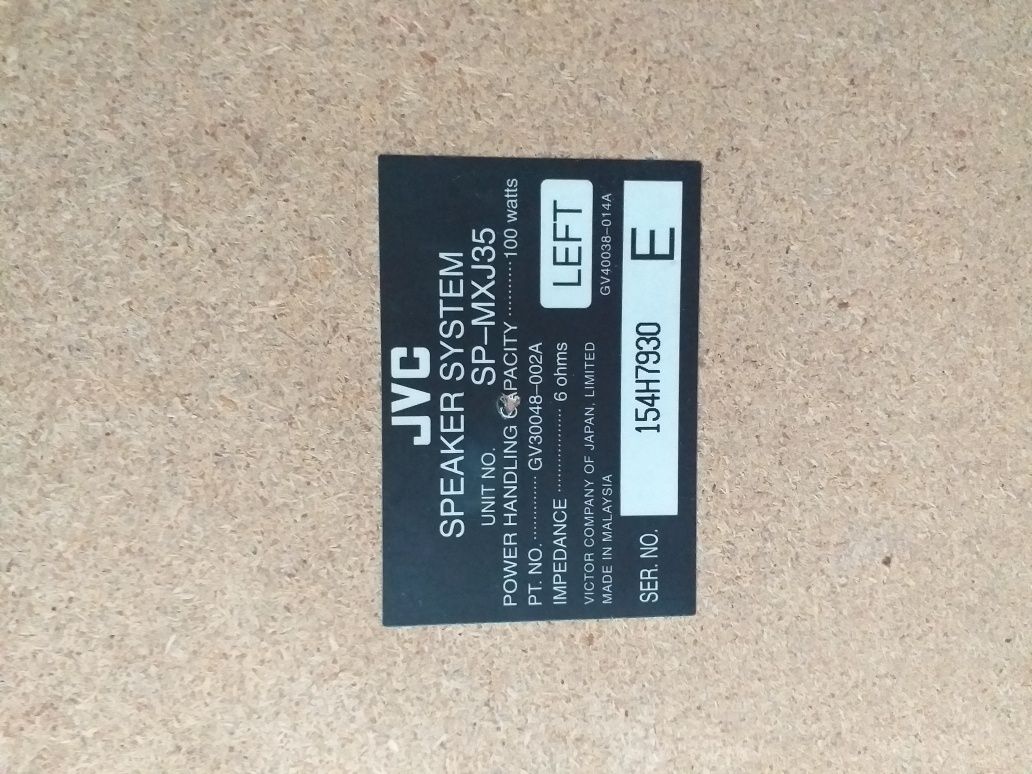 JVC
SPEAKER SYSTEM
UNIT NO. SP-MXJ35
POWER HANDLING CAPACITY ..........100 watts
PT. NO. ............. GV30048-002A
IMPEDANCE .................. 6 ohms
LEFT
VICTOR COMPANY OF JAPAN, LIMITED
MADE IN MALAYSIA
GV40038-014A
SER. NO. 154H7930 E